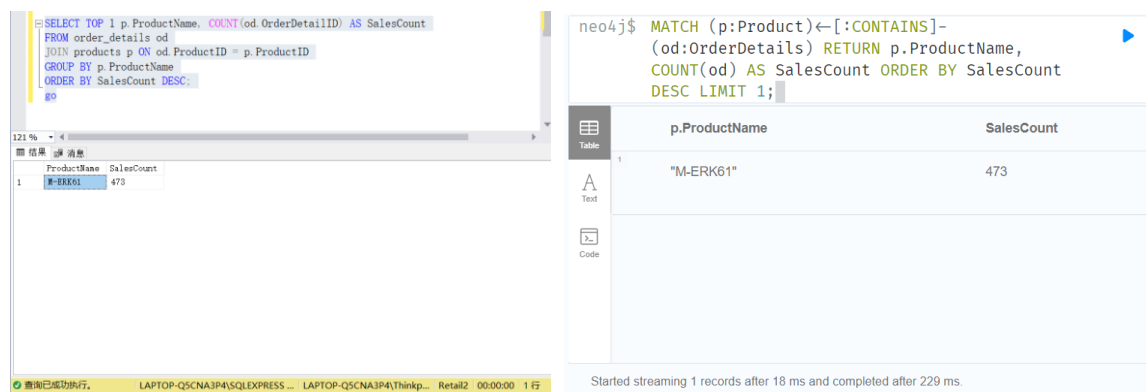 SELECT TOP 1 p.ProductName, COUNT(od.OrderDetailID) AS SalesCount
FROM order_details od
JOIN products p ON od.ProductID = p.ProductID
GROUP BY p.ProductName
ORDER BY SalesCount DESC;
go
121 %
结果 消息
ProductName SalesCount
1 M-ERK61 473
查询已成功执行。 LAPTOP-Q5CNA3P4\SQLEXPRESS ... LAPTOP-Q5CNA3P4\Thinkp... Retail2 00:00:00 1 行
neo4j$ MATCH (p:Product)←[:CONTAINS]-
(od:OrderDetails) RETURN p.ProductName,
COUNT(od) AS SalesCount ORDER BY SalesCount
DESC LIMIT 1;
Table
Text
Code
p.ProductName SalesCount
1 "M-ERK61" 473
Started streaming 1 records after 18 ms and completed after 229 ms.